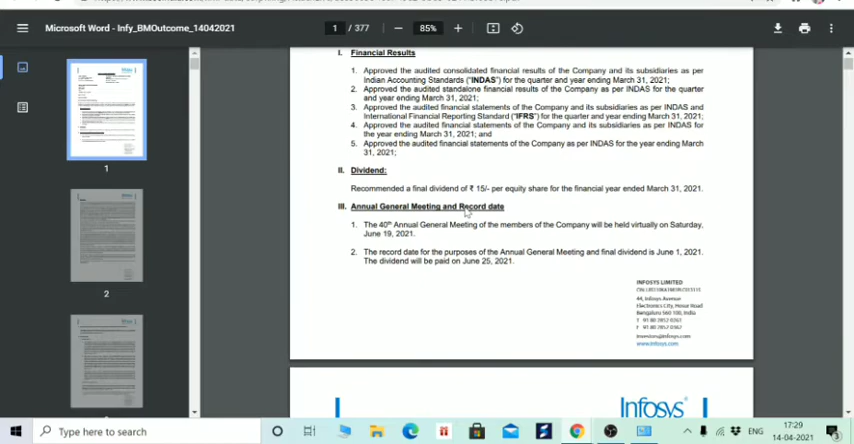 Microsoft Word - Infy_BMOutcome_14042021
1 / 377
85%
I. Financial Results
1. Approved the audited consolidated financial results of the Company and its subsidiaries as per
Indian Accounting Standards ("INDAS") for the quarter and year ending March 31, 2021;
2. Approved the audited standalone financial results of the Company as per INDAS for the quarter
and year ending March 31, 2021;
3. Approved the audited financial statements of the Company and its subsidiaries as per INDAS and
International Financial Reporting Standard ("IFRS") for the quarter and year ending March 31, 2021;
4. Approved the audited financial statements of the Company and its subsidiaries as per INDAS for
the year ending March 31, 2021; and
5. Approved the audited financial statements of the Company as per INDAS for the year ending March
31, 2021;
II. Dividend:
Recommended a final dividend of ₹ 15/- per equity share for the financial year ended March 31, 2021.
III. Annual General Meeting and Record date
1. The 40th Annual General Meeting of the members of the Company will be held virtually on Saturday,
June 19, 2021.
2. The record date for the purposes of the Annual General Meeting and final dividend is June 1, 2021.
The dividend will be paid on June 25, 2021.
INFOSYS LIMITED
44, Infosys Avenue
Electronics City, Hosur Road
Bengaluru 560 100, India
investors@infosys.com
www.infosys.com
1
2
Infosys®
Type here to search
ENG
17:29
14-04-2021
3